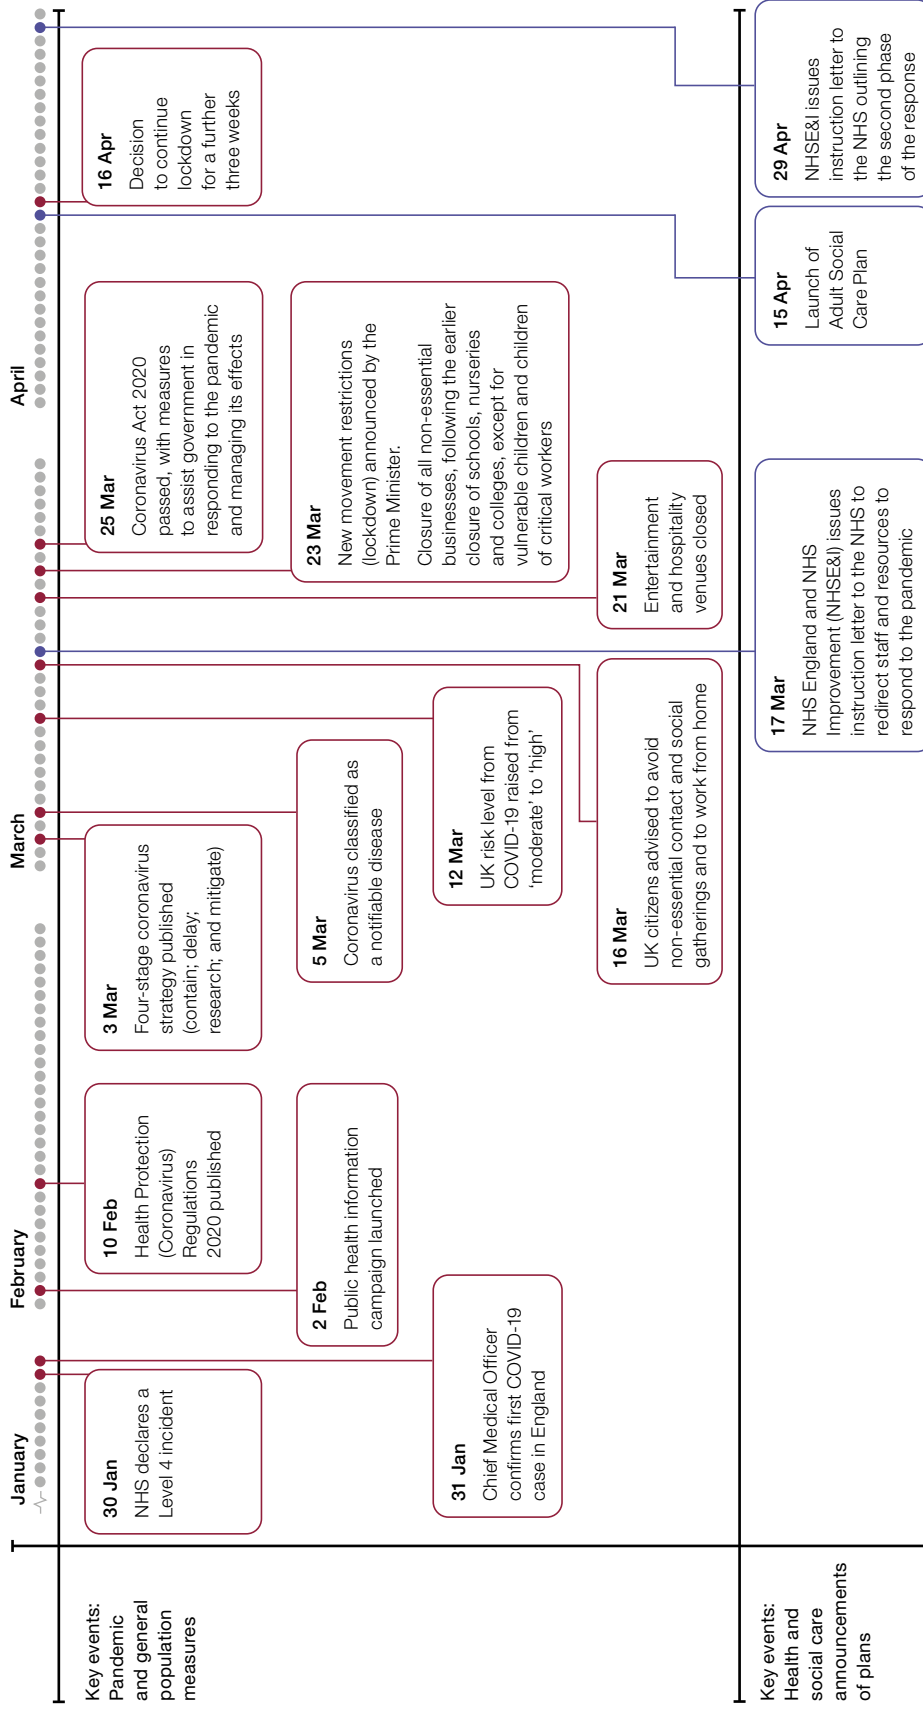 January
February
March
April
Key events:
Pandemic
and general
population
measures
30 Jan
NHS declares a
Level 4 incident
31 Jan
Chief Medical Officer
confirms first COVID-19
case in England
2 Feb
Public health information
campaign launched
10 Feb
Health Protection
(Coronavirus)
Regulations
2020 published
3 Mar
Four-stage coronavirus
strategy published
(contain; delay;
research; and mitigate)
5 Mar
Coronavirus classified as
a notifiable disease
12 Mar
UK risk level from
COVID-19 raised from
‘moderate’ to ‘high’
16 Mar
UK citizens advised to avoid
non-essential contact and social
gatherings and to work from home
21 Mar
Entertainment
and hospitality
venues closed
23 Mar
New movement restrictions
(lockdown) announced by the
Prime Minister.
Closure of all non-essential
businesses, following the earlier
closure of schools, nurseries
and colleges, except for
vulnerable children and children
of critical workers
25 Mar
Coronavirus Act 2020
passed, with measures
to assist government in
responding to the pandemic
and managing its effects
16 Apr
Decision
to continue
lockdown
for a further
three weeks
Key events:
Health and
social care
announcements
of plans
17 Mar
NHS England and NHS
Improvement (NHSE&I) issues
instruction letter to the NHS to
redirect staff and resources to
respond to the pandemic
15 Apr
Launch of
Adult Social
Care Plan
29 Apr
NHSE&I issues
instruction letter to
the NHS outlining
the second phase
of the response